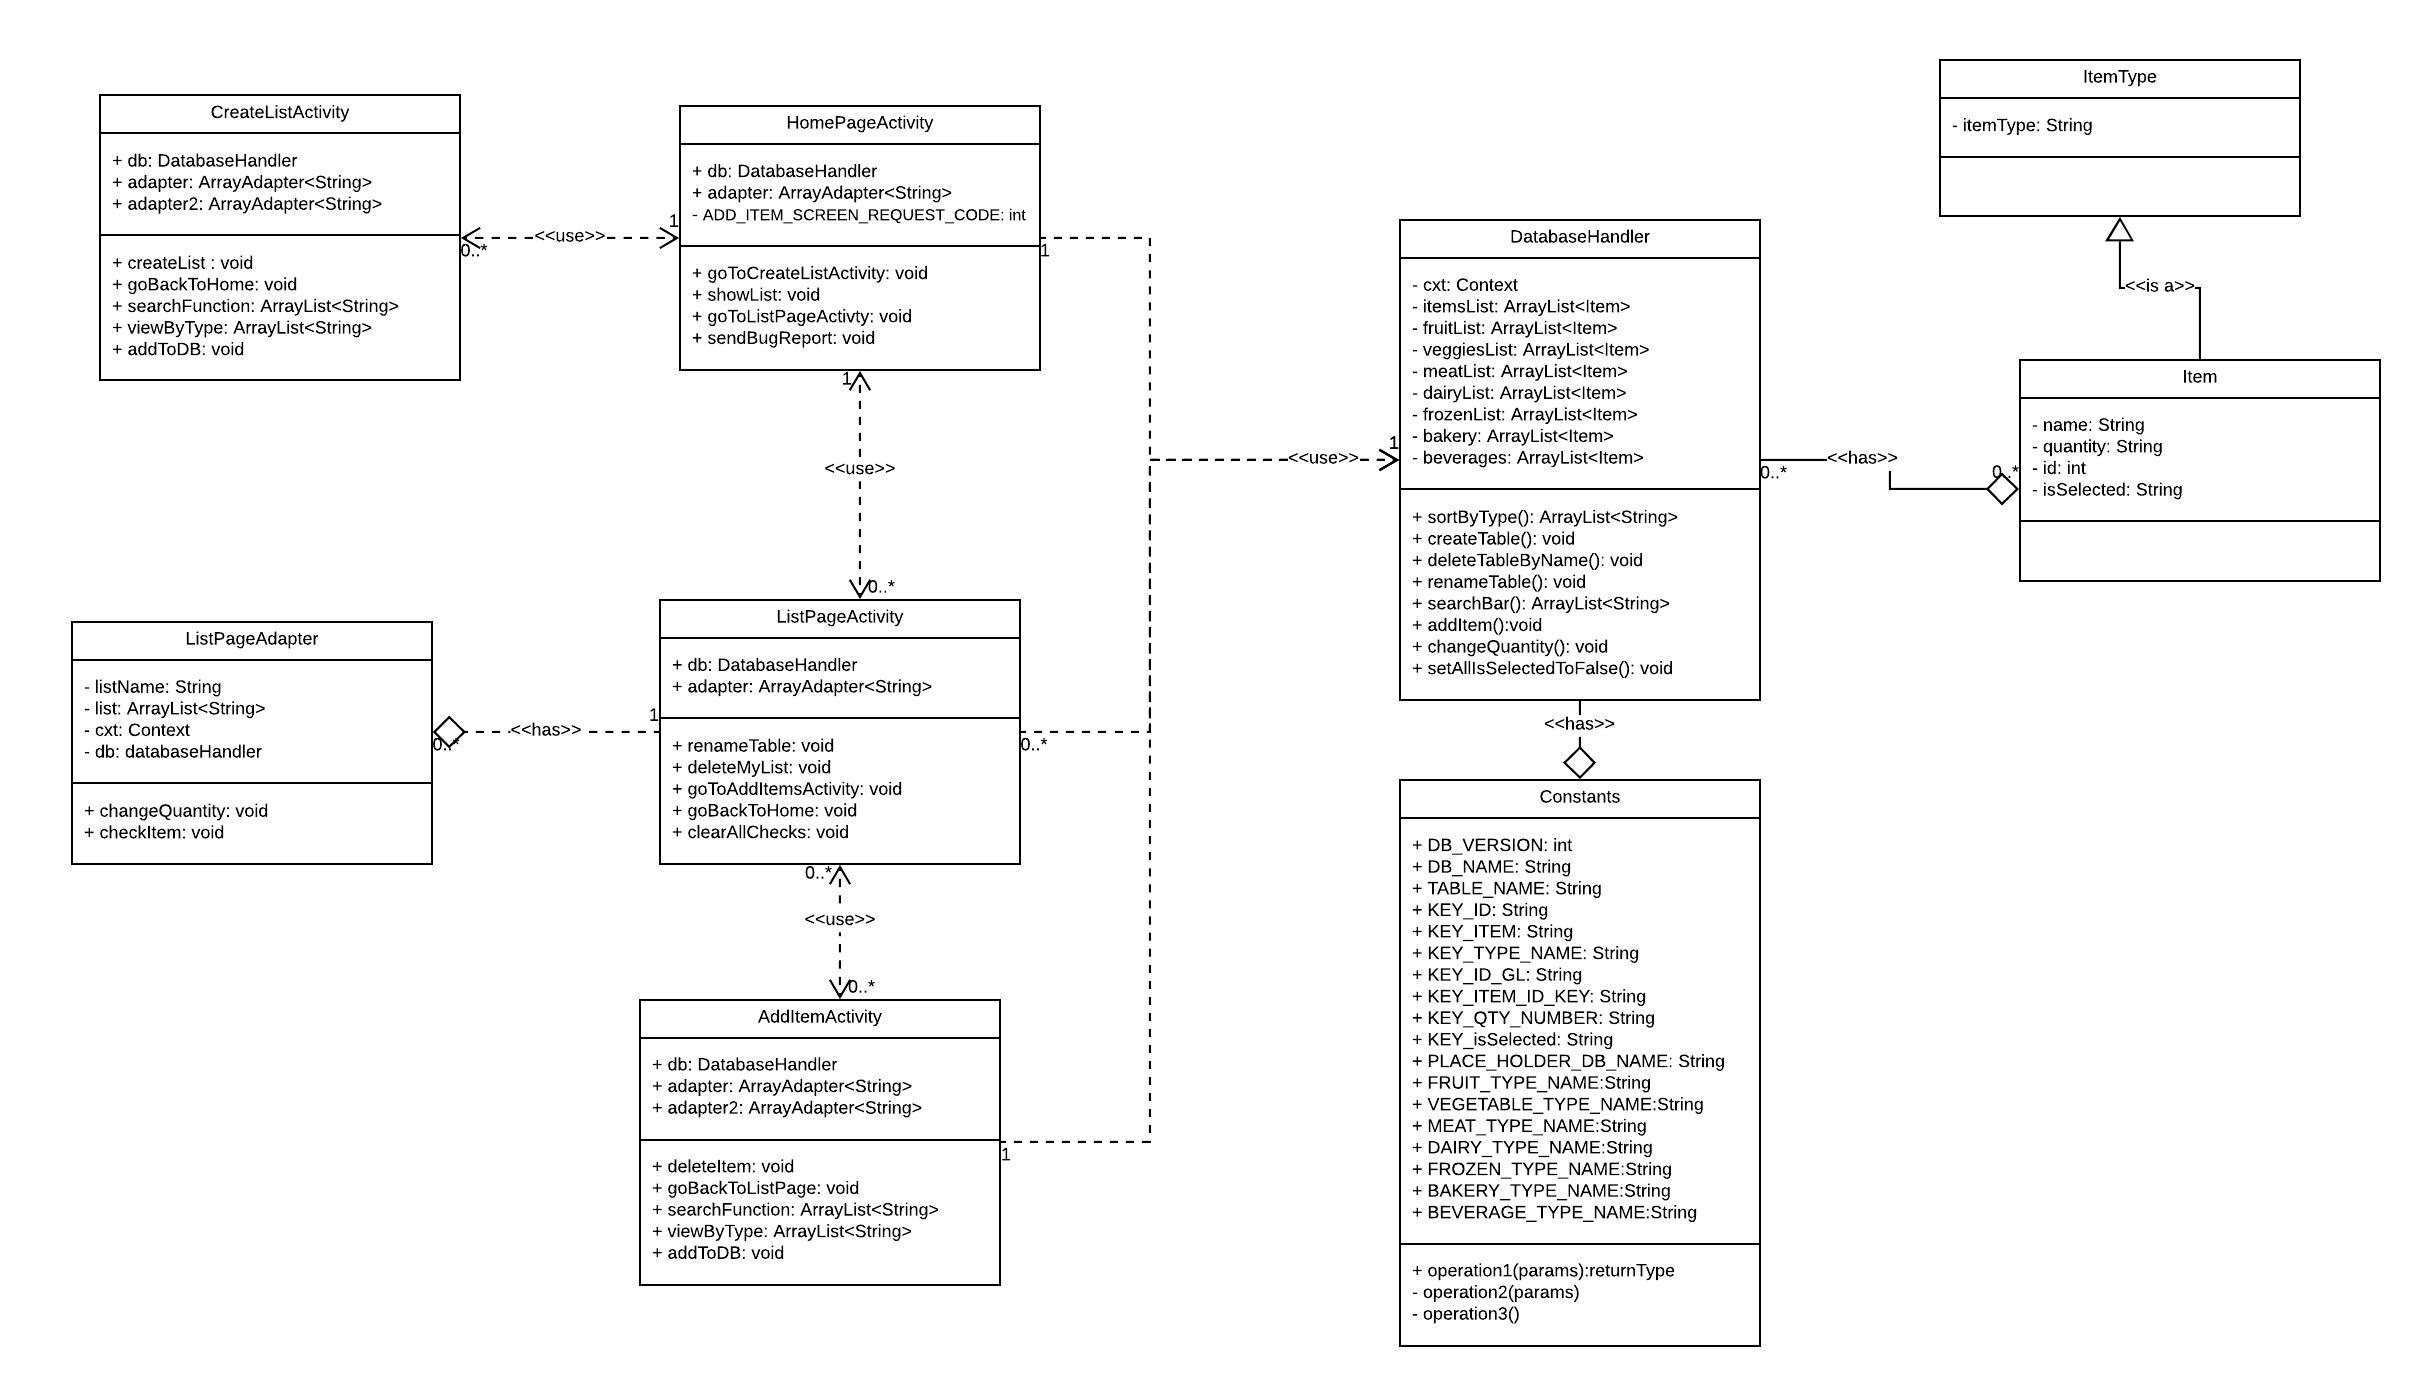 CreateListActivity
+ db: DatabaseHandler
+ adapter: ArrayAdapter<String>
+ adapter2: ArrayAdapter<String>
+ createList : void
+ goBackToHome: void
+ searchFunction: ArrayList<String>
+ viewByType: ArrayList<String>
+ addToDB: void
0..*
<<use>>
1
HomePageActivity
+ db: DatabaseHandler
+ adapter: ArrayAdapter<String>
- ADD_ITEM_SCREEN_REQUEST_CODE: int
+ goToCreateListActivity: void
+ showList: void
+ goToListPageActivty: void
+ sendBugReport: void
1
1
<<use>>
0..*
ListPageAdapter
- listName: String
- list: ArrayList<String>
- cxt: Context
- db: databaseHandler
+ changeQuantity: void
+ checkItem: void
0..*
<<has>>
1
ListPageActivity
+ db: DatabaseHandler
+ adapter: ArrayAdapter<String>
+ renameTable: void
+ deleteMyList: void
+ goToAddItemsActivity: void
+ goBackToHome: void
+ clearAllChecks: void
0..*
0..*
<<use>>
0..*
AddItemActivity
+ db: DatabaseHandler
+ adapter: ArrayAdapter<String>
+ adapter2: ArrayAdapter<String>
+ deleteItem: void
+ goBackToListPage: void
+ searchFunction: ArrayList<String>
+ viewByType: ArrayList<String>
+ addToDB: void
1
<<use>>
1
DatabaseHandler
- cxt: Context
- itemsList: ArrayList<Item>
- fruitList: ArrayList<Item>
- veggiesList: ArrayList<Item>
- meatList: ArrayList<Item>
- dairyList: ArrayList<Item>
- frozenList: ArrayList<Item>
- bakery: ArrayList<Item>
- beverages: ArrayList<Item>
+ sortByType(): ArrayList<String>
+ createTable(): void
+ deleteTableByName(): void
+ renameTable(): void
+ searchBar(): ArrayList<String>
+ addItem():void
+ changeQuantity(): void
+ setAllIsSelectedToFalse(): void
0..*
<<has>>
0..*
<<has>>
Constants
+ DB_VERSION: int
+ DB_NAME: String
+ TABLE_NAME: String
+ KEY_ID: String
+ KEY_ITEM: String
+ KEY_TYPE_NAME: String
+ KEY_ID_GL: String
+ KEY_ITEM_ID_KEY: String
+ KEY_QTY_NUMBER: String
+ KEY_isSelected: String
+ PLACE_HOLDER_DB_NAME: String
+ FRUIT_TYPE_NAME:String
+ VEGETABLE_TYPE_NAME:String
+ MEAT_TYPE_NAME:String
+ DAIRY_TYPE_NAME:String
+ FROZEN_TYPE_NAME:String
+ BAKERY_TYPE_NAME:String
+ BEVERAGE_TYPE_NAME:String
+ operation1(params):returnType
- operation2(params)
- operation3()
ItemType
- itemType: String
<<is a>>
Item
- name: String
- quantity: String
- id: int
- isSelected: String